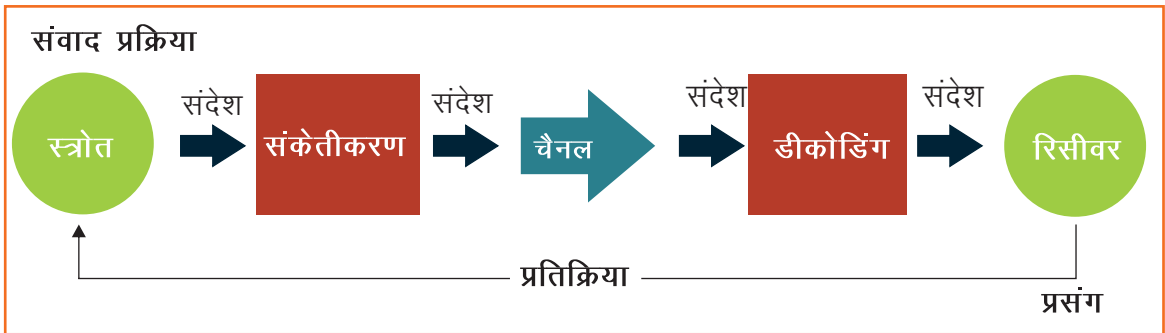 संवाद प्रक्रिया
संदेश संदेश संदेश संदेश
स्त्रोत संकेतीकरण चैनल डीकोडिंग रिसीवर
प्रतिक्रिया
प्रसंग